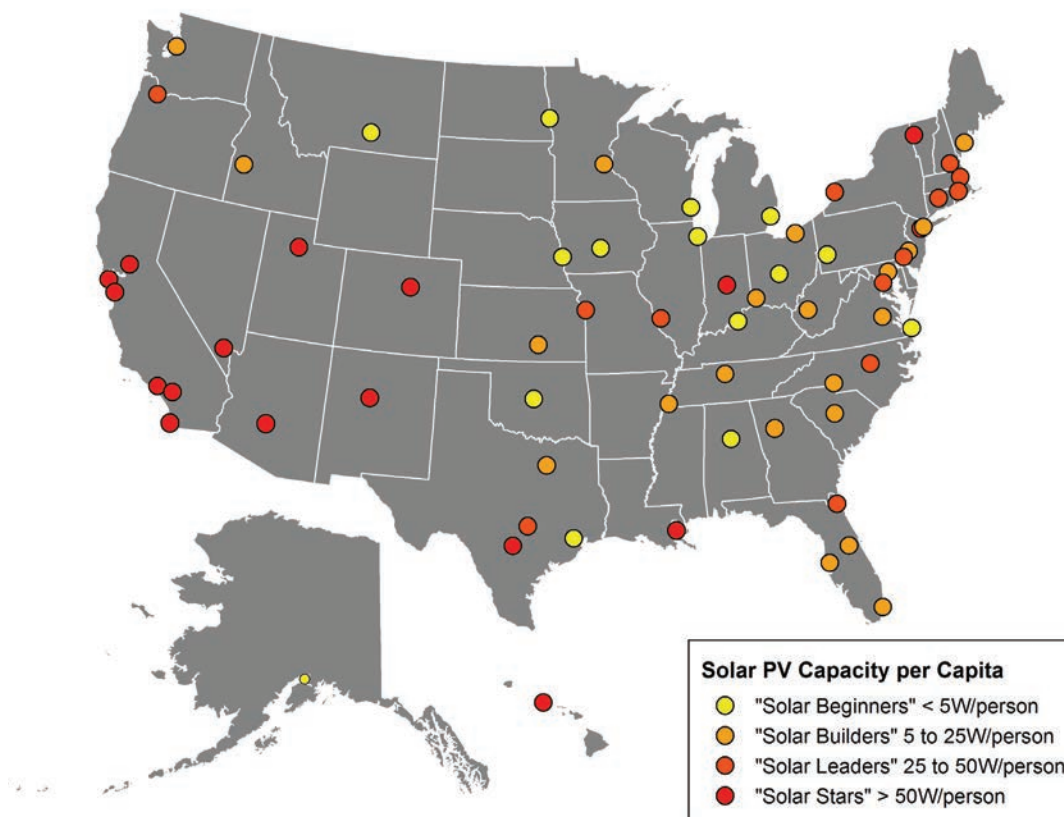 Solar PV Capacity per Capita
"Solar Beginners" < 5W/person
"Solar Builders" 5 to 25W/person
"Solar Leaders" 25 to 50W/person
"Solar Stars" > 50W/person